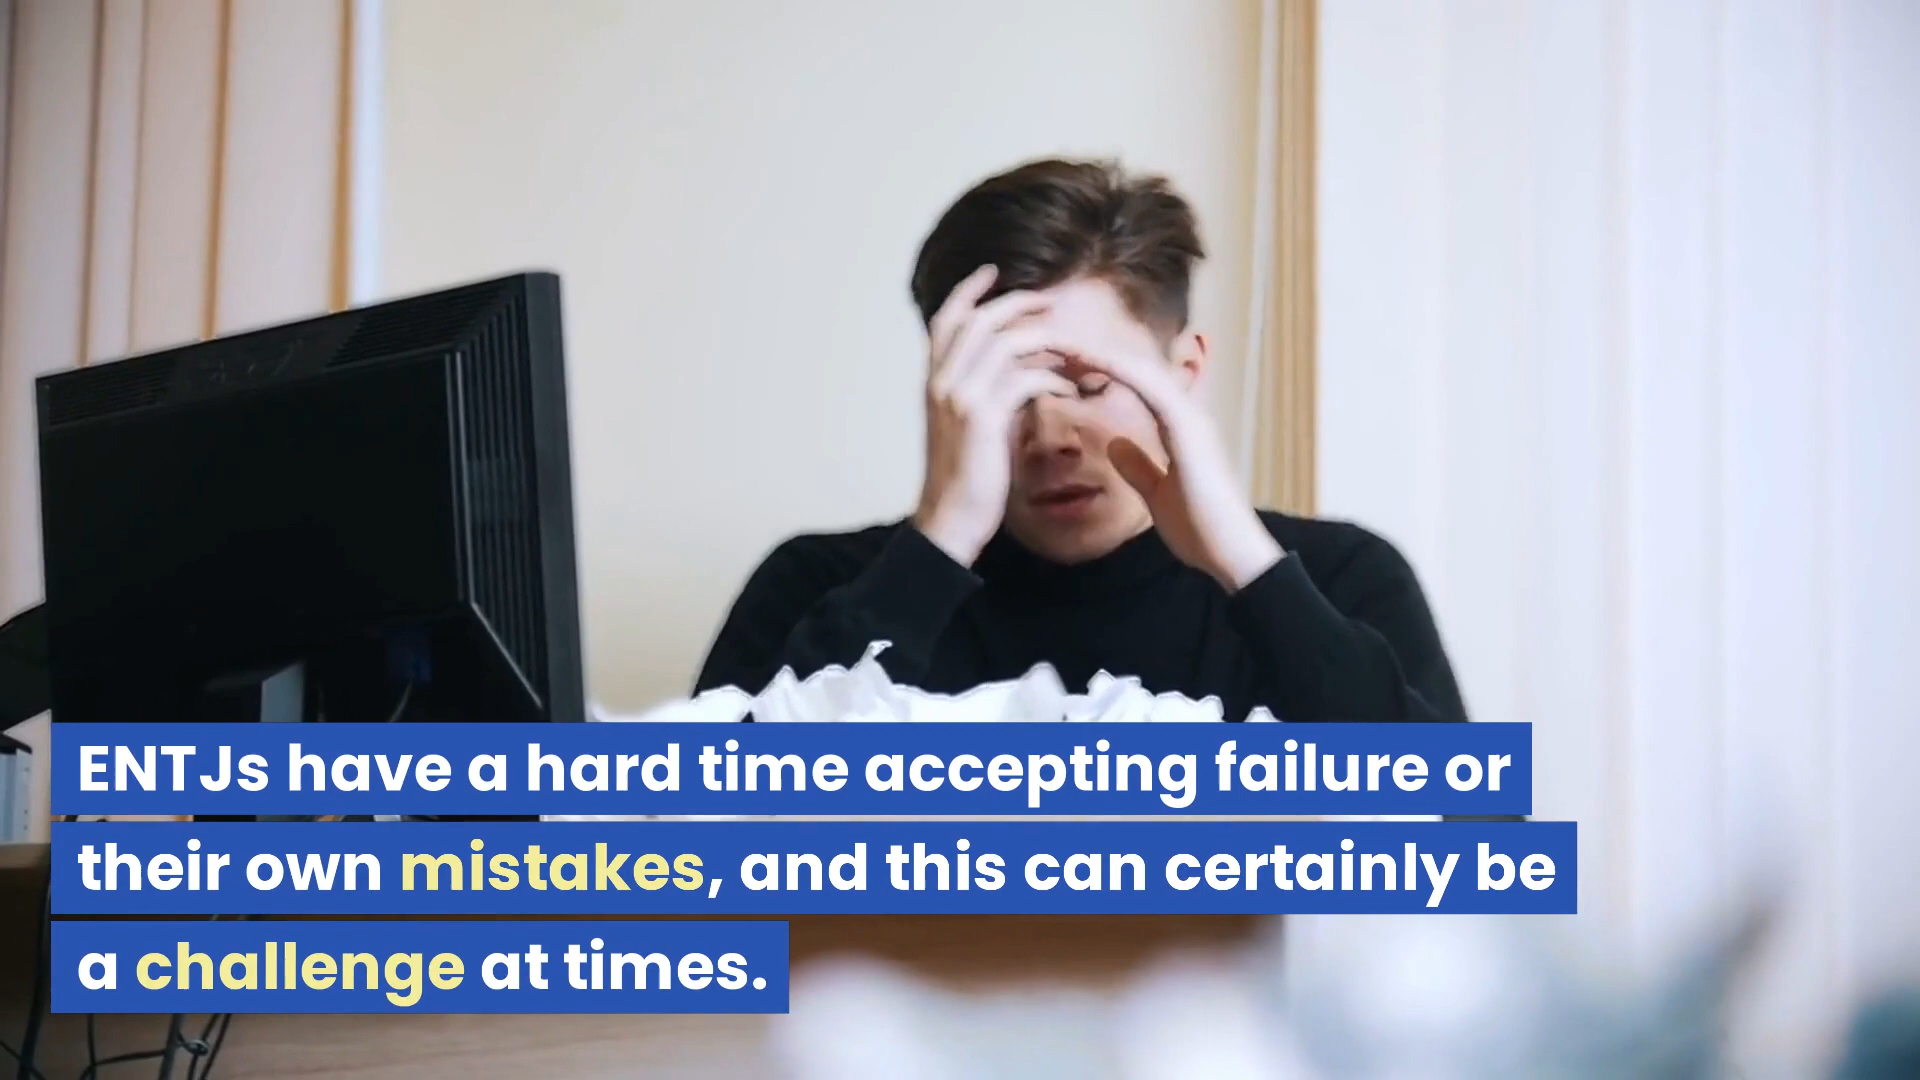 ENTJs have a hard time accepting failure or
their own mistakes, and this can certainly be
a challenge at times.